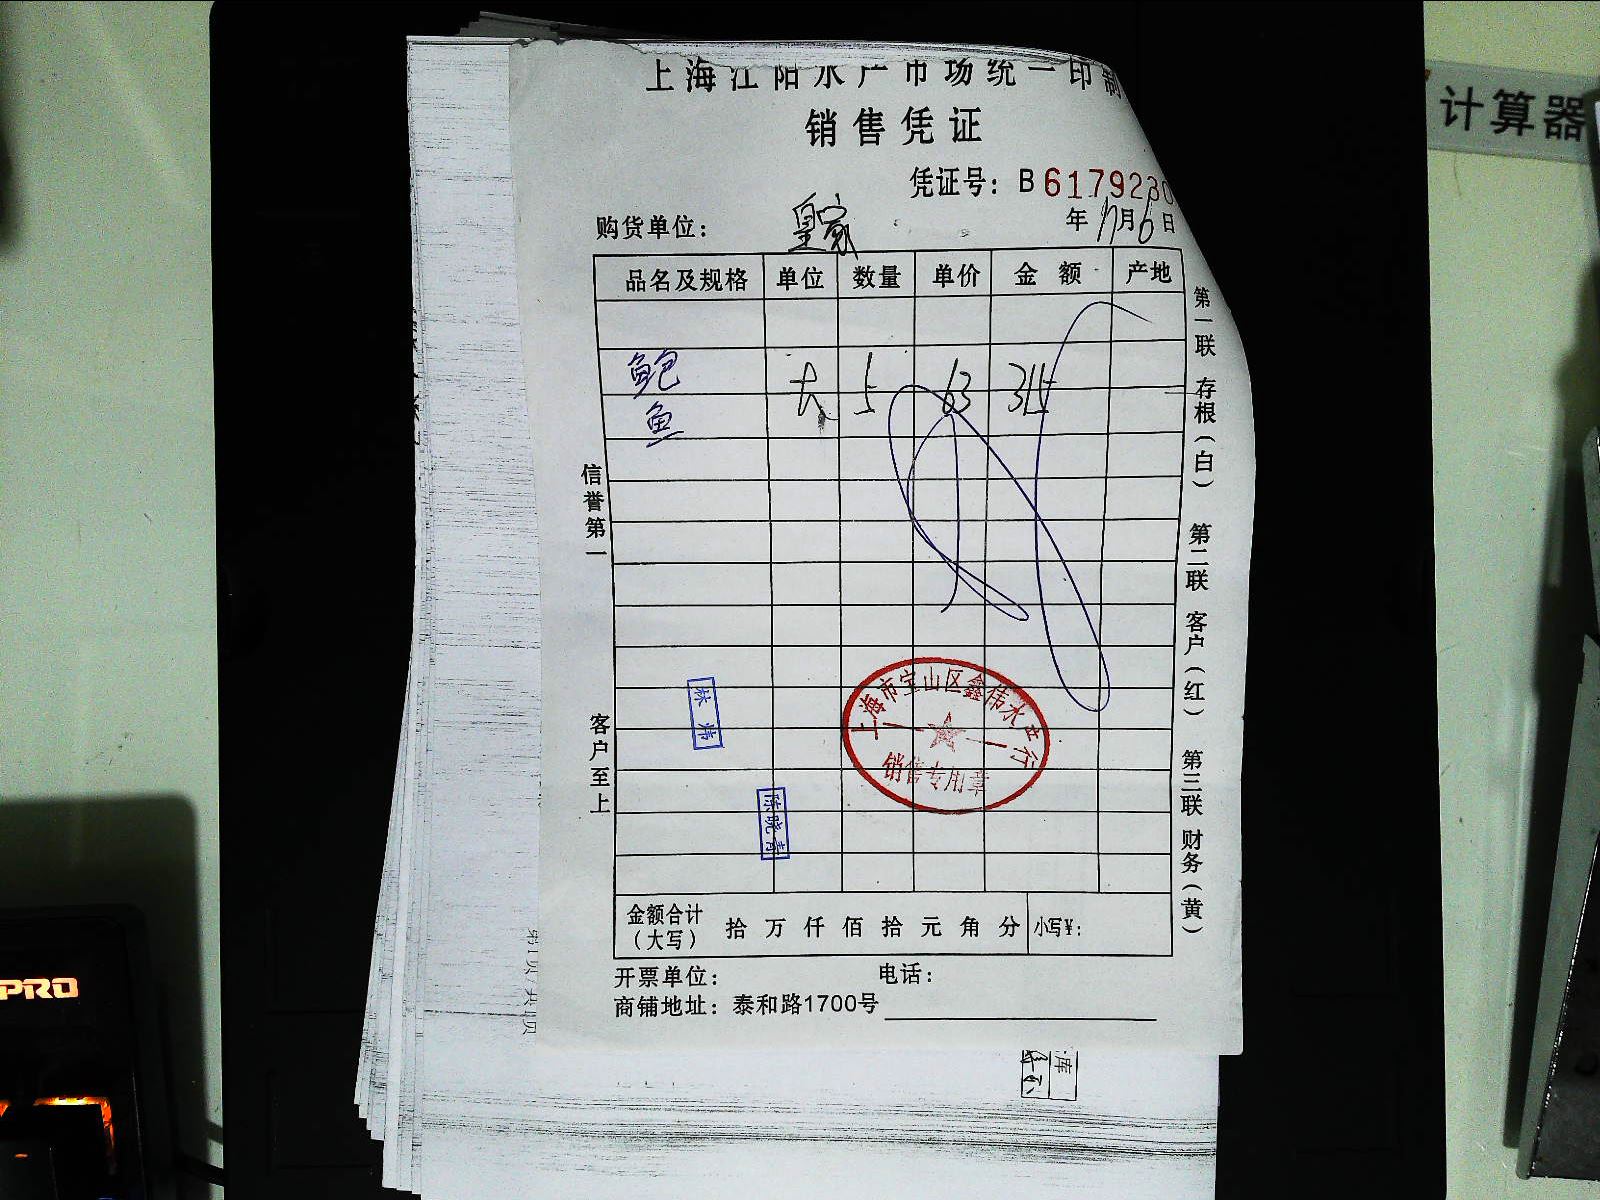 上海江阳水产市场统一印制
销售凭证
凭证号: B 6179230
购货单位: 皇家 年 月6日
品名及规格 单位 数量 单价 金额 产地
鲍鱼 大 5 63 315
信誉第一
客户至上
第一联 存根(白) 第二联 客户(红) 第三联 财务(黄)
林炜
陈晓青
上海市宝山区鑫伟水产行
销售专用章
金额合计(大写) 拾 万 仟 佰 拾 元 角 分 小写¥:
开票单位: 电话:
商铺地址: 泰和路1700号
计算器
PRO